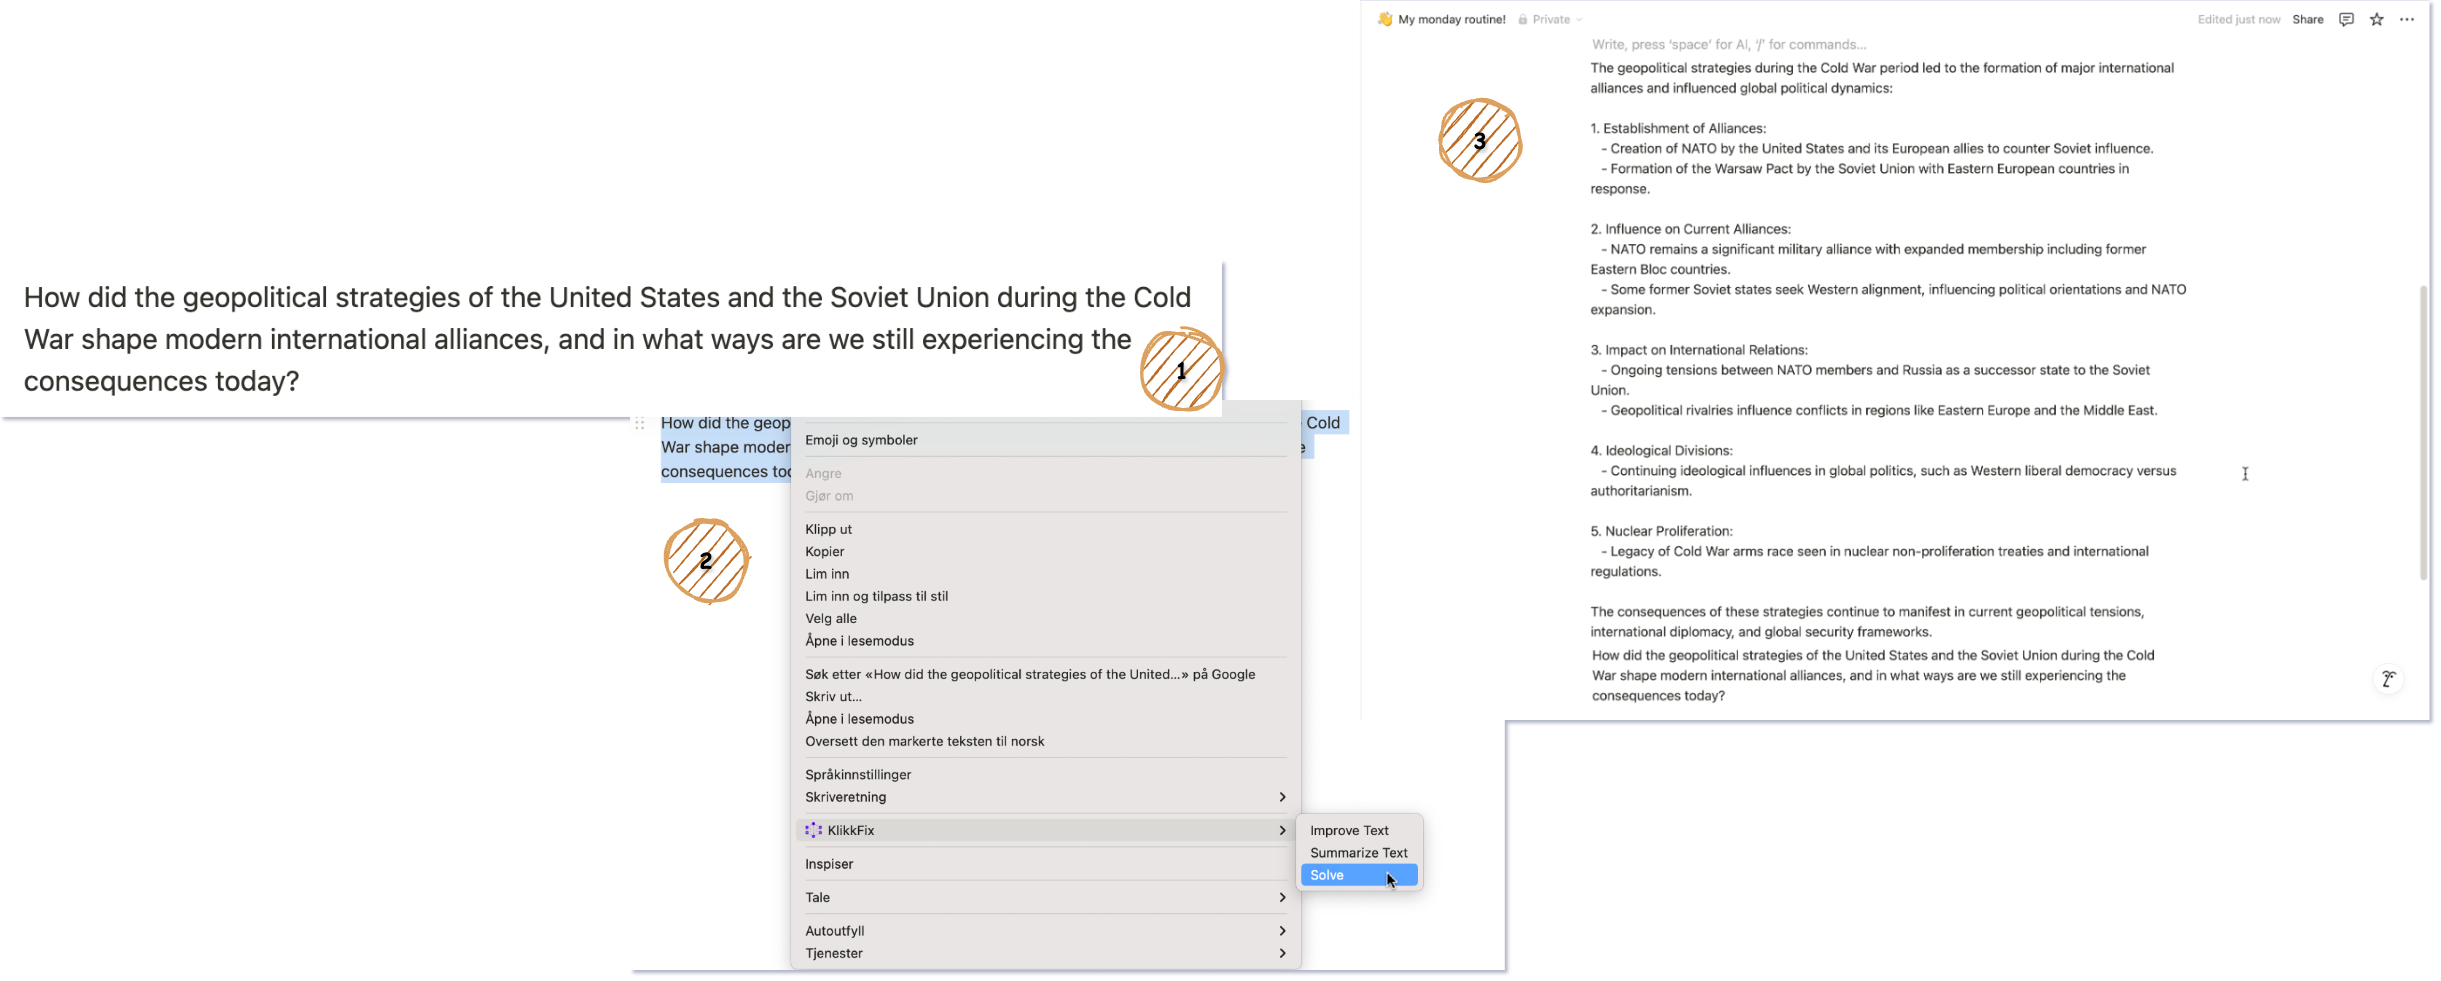 How did the geopolitical strategies of the United States and the Soviet Union during the Cold
War shape modern international alliances, and in what ways are we still experiencing the
consequences today?
1
How did the geop
Cold
War shape moder
e
consequences tod
2
Emoji og symboler
Angre
Gjør om
Klipp ut
Kopier
Lim inn
Lim inn og tilpass til stil
Velg alle
Åpne i lesemodus
Søk etter «How did the geopolitical strategies of the United...» på Google
Skriv ut...
Åpne i lesemodus
Oversett den markerte teksten til norsk
Språkinnstillinger
Skriveretning
KlikkFix
Inspiser
Tale
Autoutfyll
Tjenester
Improve Text
Summarize Text
Solve
👋 My monday routine!
Private
Edited just now
Share
Write, press 'space' for AI, '/' for commands...
3
The geopolitical strategies during the Cold War period led to the formation of major international
alliances and influenced global political dynamics:
1. Establishment of Alliances:
- Creation of NATO by the United States and its European allies to counter Soviet influence.
- Formation of the Warsaw Pact by the Soviet Union with Eastern European countries in
response.
2. Influence on Current Alliances:
- NATO remains a significant military alliance with expanded membership including former
Eastern Bloc countries.
- Some former Soviet states seek Western alignment, influencing political orientations and NATO
expansion.
3. Impact on International Relations:
- Ongoing tensions between NATO members and Russia as a successor state to the Soviet
Union.
- Geopolitical rivalries influence conflicts in regions like Eastern Europe and the Middle East.
4. Ideological Divisions:
- Continuing ideological influences in global politics, such as Western liberal democracy versus
authoritarianism.
5. Nuclear Proliferation:
- Legacy of Cold War arms race seen in nuclear non-proliferation treaties and international
regulations.
The consequences of these strategies continue to manifest in current geopolitical tensions,
international diplomacy, and global security frameworks.
How did the geopolitical strategies of the United States and the Soviet Union during the Cold
War shape modern international alliances, and in what ways are we still experiencing the
consequences today?